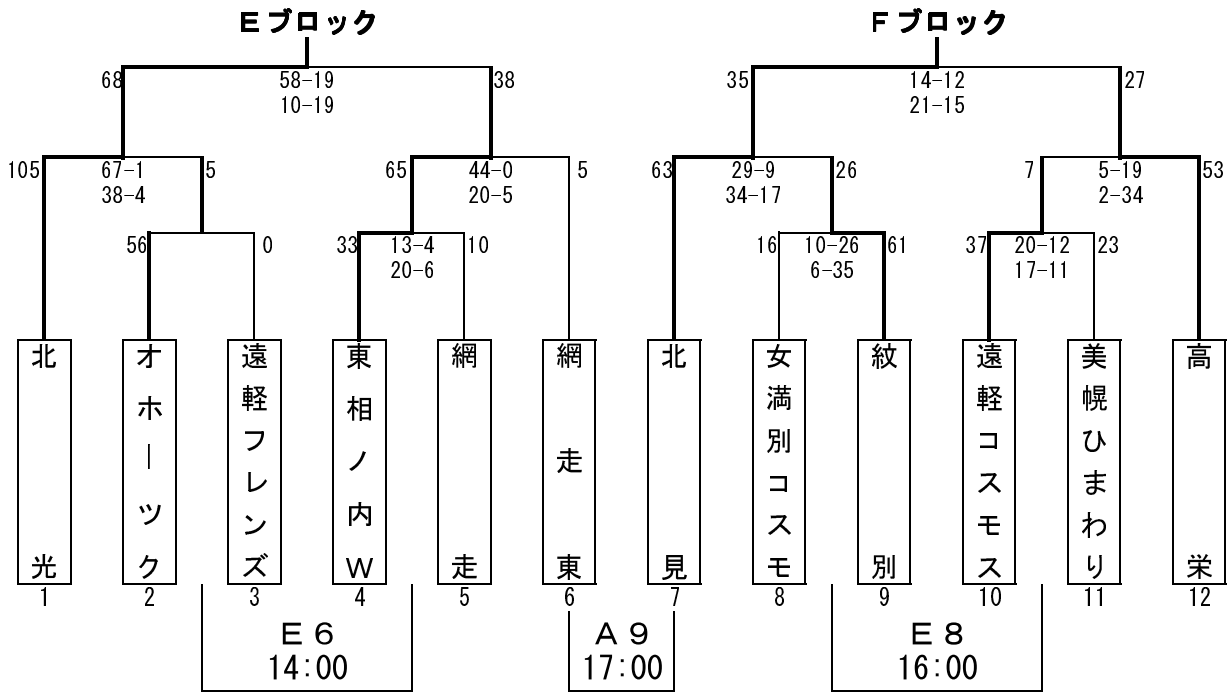 Eブロック Fブロック
68 58-19 38 35 14-12 27
10-19 21-15
105 67-1 5 65 44-0 5 63 29-9 26 7 5-19 53
38-4 20-5 34-17 2-34
56 0 33 13-4 10 16 10-26 61 37 20-12 23
20-6 6-35 17-11
北光
オホーツク
遠軽フレンズ
東相ノ内W
網走
網走東
北見
女満別コスモ
紋別
遠軽コスモス
美幌ひまわり
高栄
1 2 3 4 5 6 7 8 9 10 11 12
E6 A9 E8
14:00 17:00 16:00